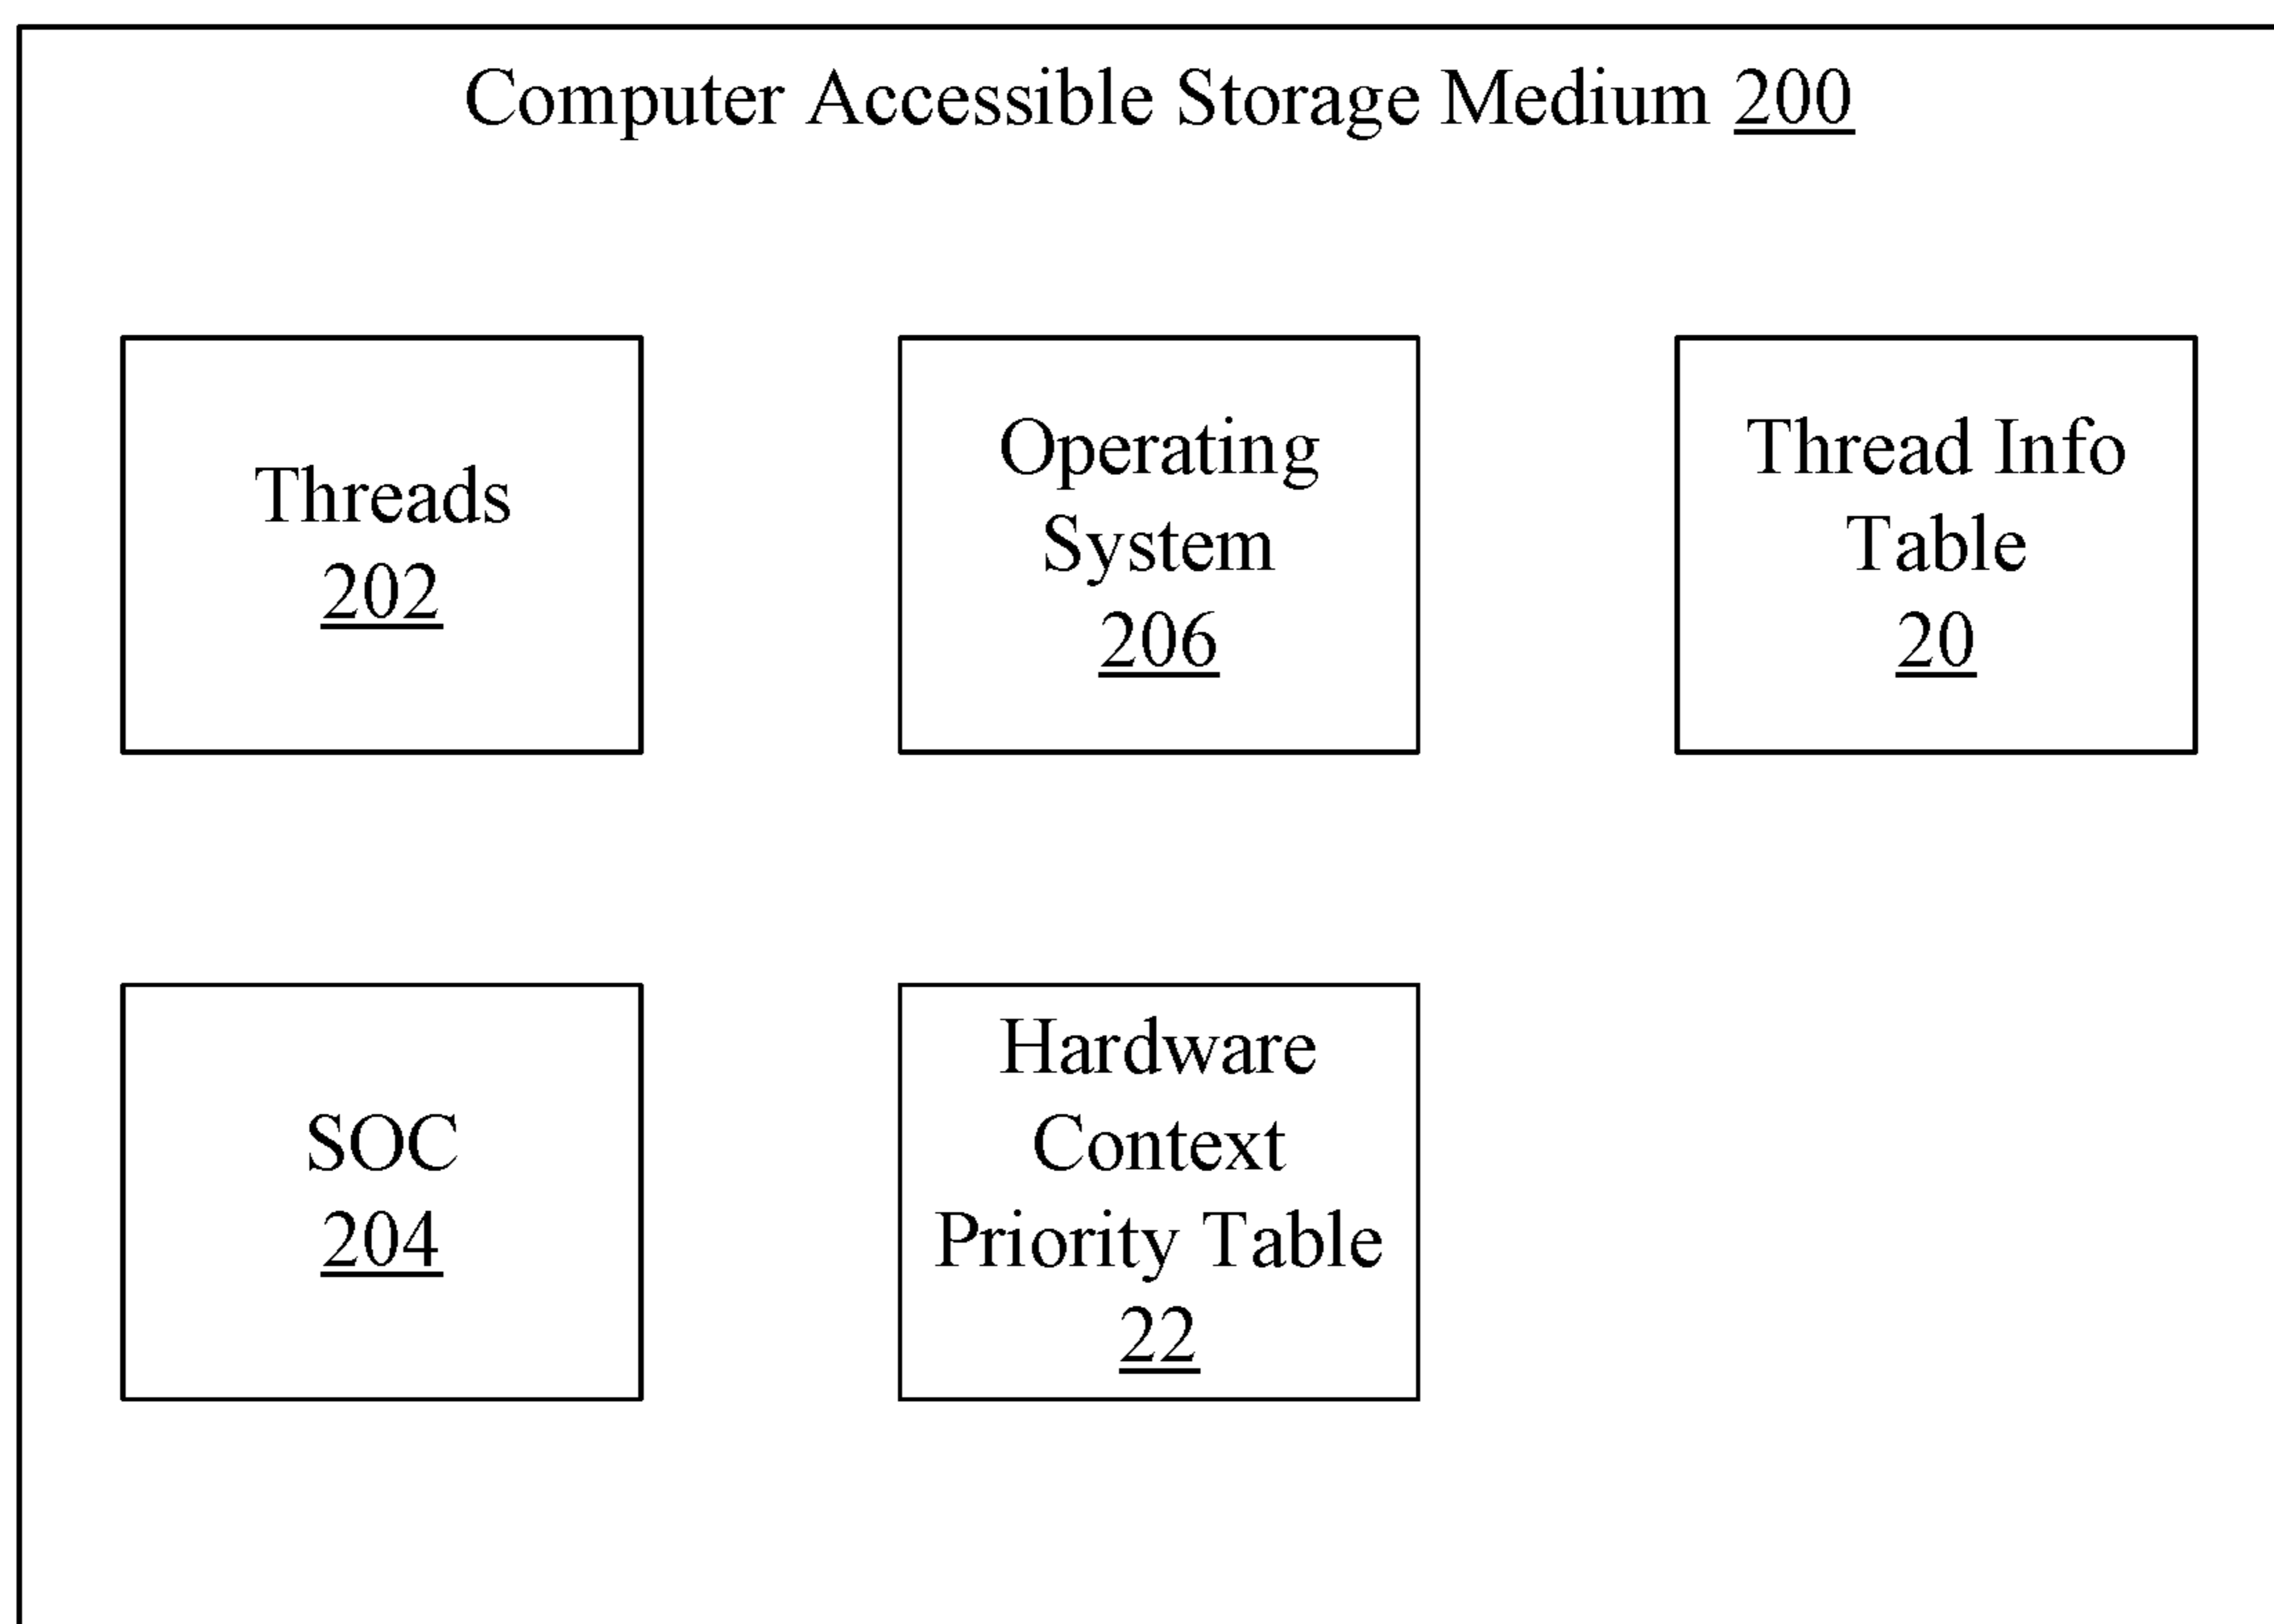 Computer Accessible Storage Medium 200
Threads
202
Operating
System
206
Thread Info
Table
20
SOC
204
Hardware
Context
Priority Table
22